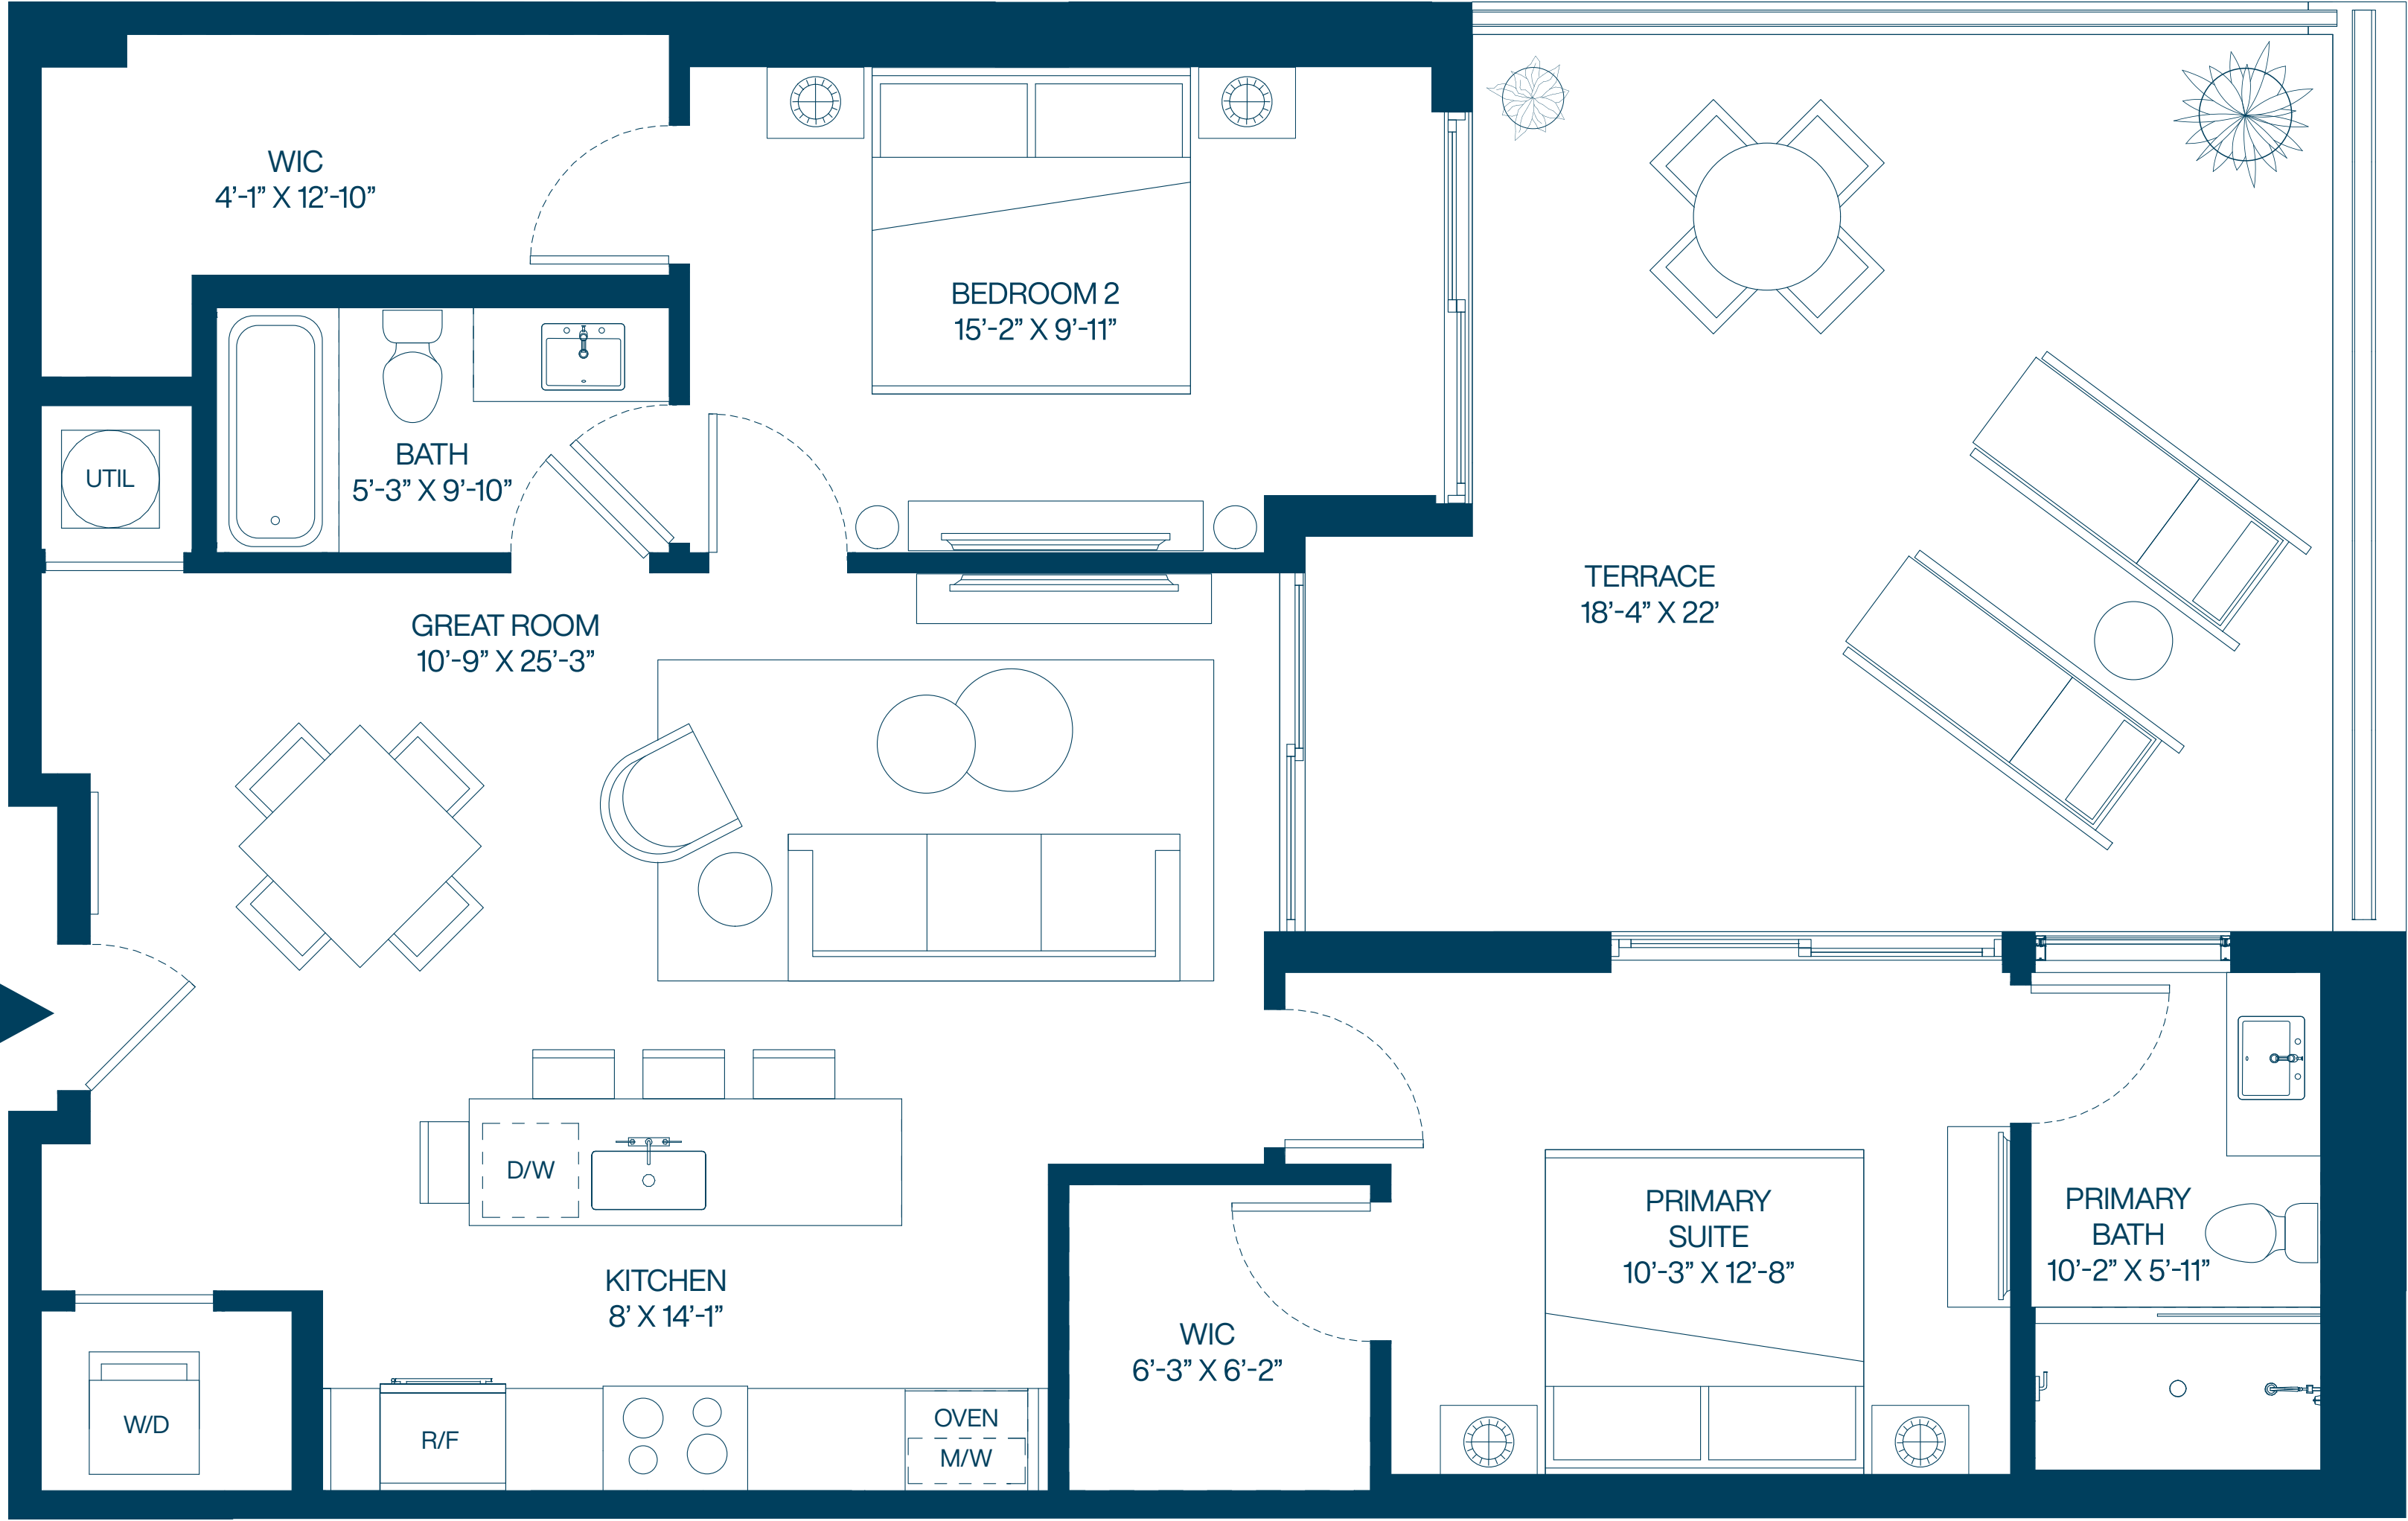 WIC
4’-1” X 12’-10”
BEDROOM 2
15’-2” X 9’-11”
BATH
5’-3” X 9’-10”
UTIL
GREAT ROOM
10’-9” X 25’-3”
TERRACE
18’-4” X 22’
D/W
KITCHEN
8’ X 14’-1”
W/D
R/F
OVEN
M/W
WIC
6’-3” X 6’-2”
PRIMARY
SUITE
10’-3” X 12’-8”
PRIMARY
BATH
10’-2” X 5’-11”